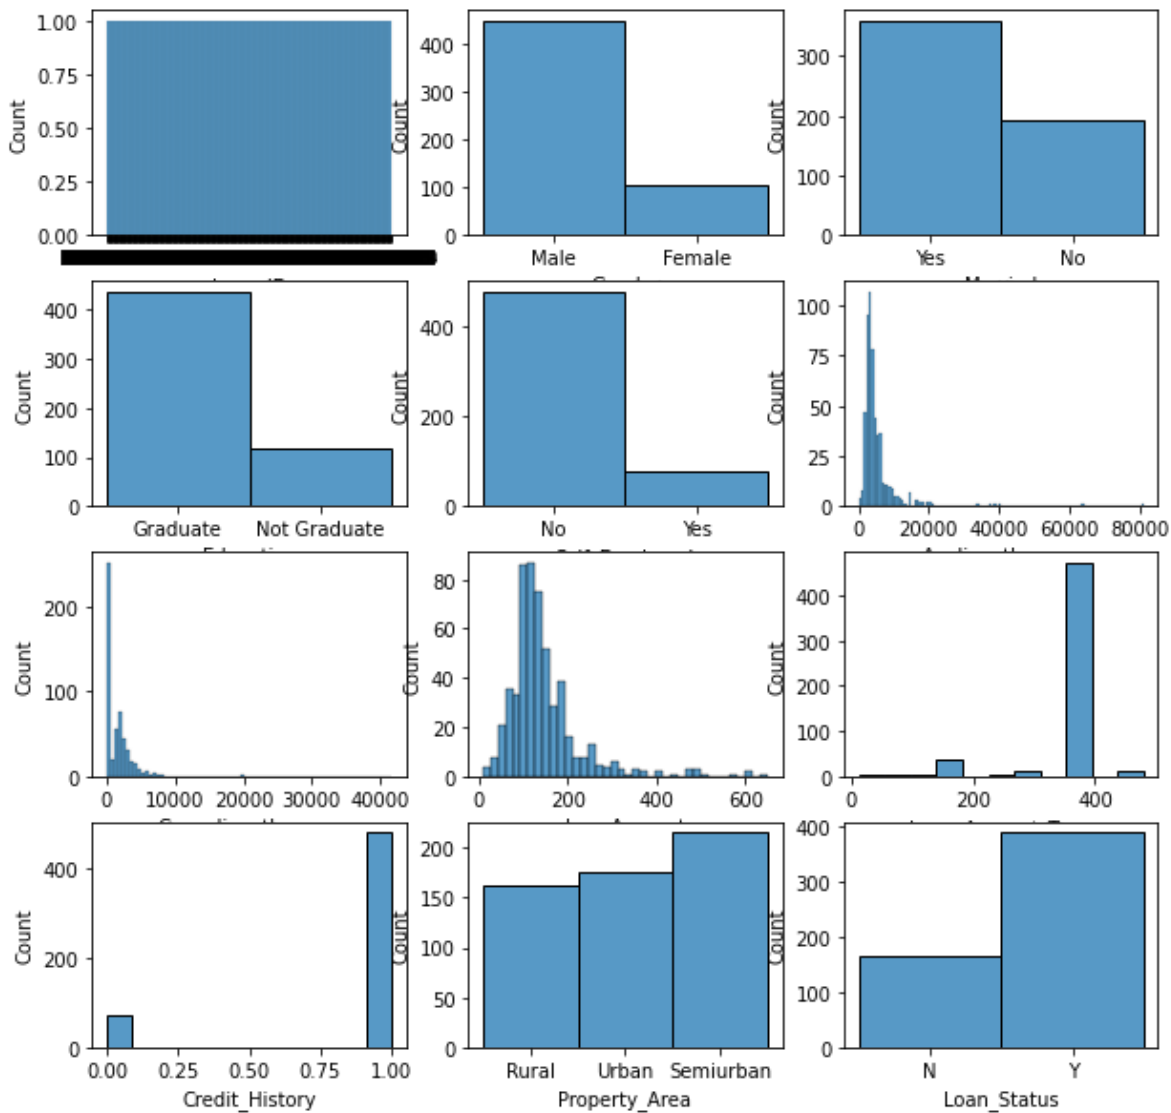 1.00
0.75
0.50
0.25
0.00
Count
400
300
200
100
0
Count
Male Female
300
200
100
0
Count
Yes No
400
300
200
100
0
Count
Graduate Not Graduate
400
200
0
Count
No Yes
100
75
50
25
0
Count
0 20000 40000 60000 80000
200
100
0
Count
0 10000 20000 30000 40000
80
60
40
20
0
Count
0 200 400 600
400
300
200
100
0
Count
0 200 400
400
200
0
Count
0.00 0.25 0.50 0.75 1.00
Credit_History
200
150
100
50
0
Count
Rural Urban Semiurban
Property_Area
400
300
200
100
0
Count
N Y
Loan_Status